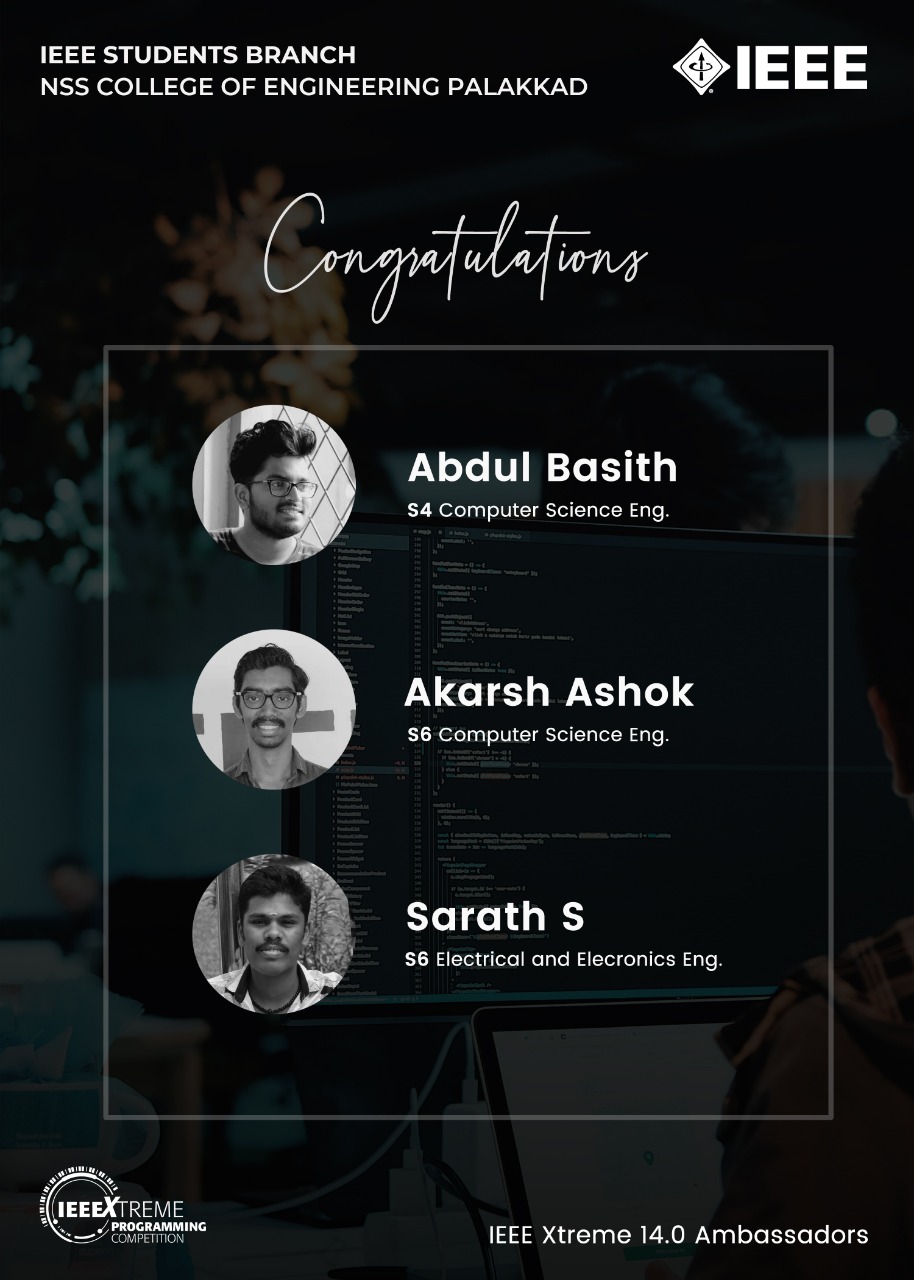 IEEE STUDENTS BRANCH
NSS COLLEGE OF ENGINEERING PALAKKAD
IEEE
Congratulations
Abdul Basith
S4 Computer Science Eng.
Akarsh Ashok
S6 Computer Science Eng.
Sarath S
S6 Electrical and Elecronics Eng.
IEEEXTREME
PROGRAMMING
COMPETITION
IEEE Xtreme 14.0 Ambassadors